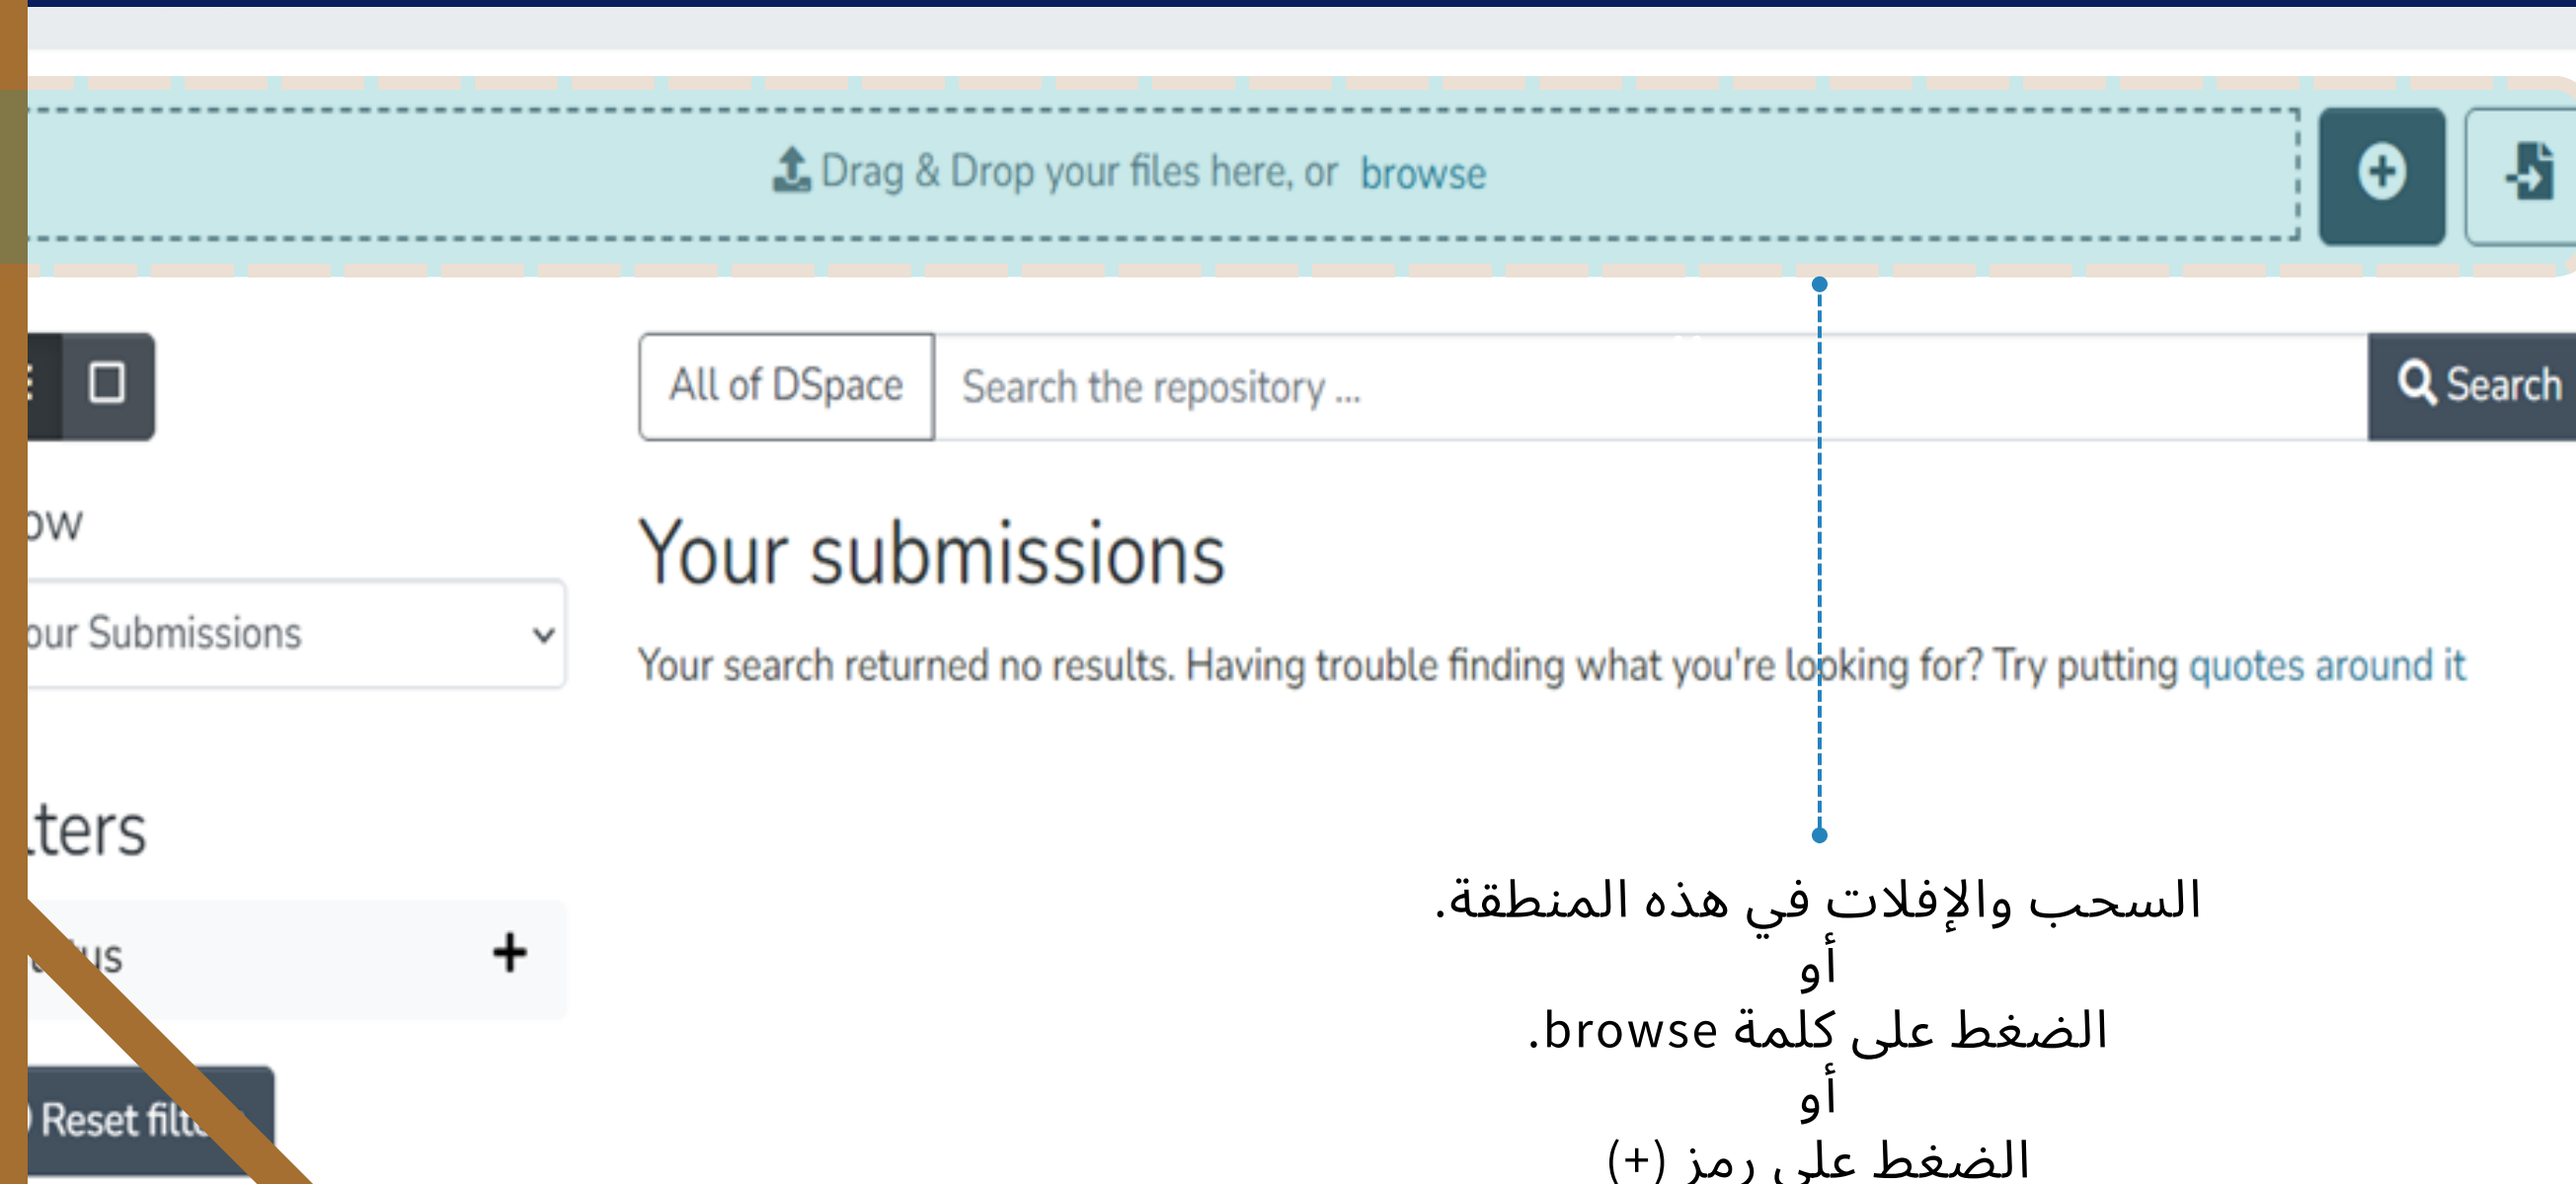 Drag & Drop your files here, or browse
All of DSpace
Search the repository ...
Search
Your submissions
Submissions
Your search returned no results. Having trouble finding what you're looking for? Try putting quotes around it
السحب والإفلات في هذه المنطقة.
أو
الضغط على كلمة browse.
أو
الضغط على رمز (+)
Reset